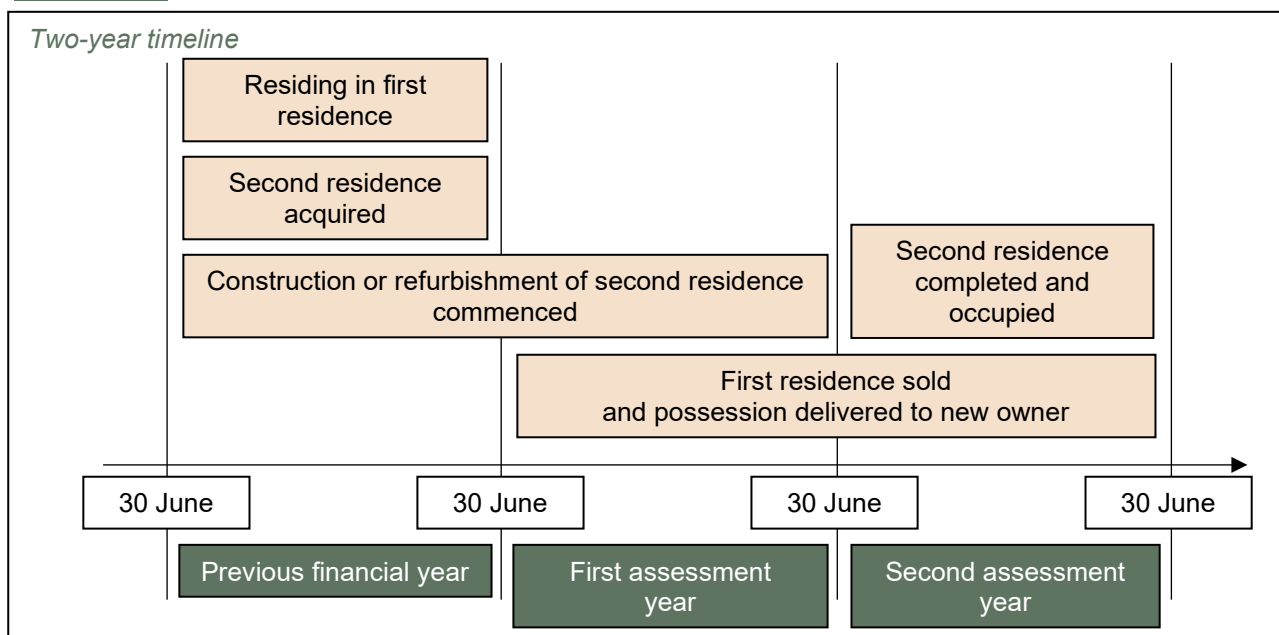 Two-year timeline
Residing in first
residence
Second residence
acquired
Construction or refurbishment of second residence
commenced
Second residence
completed and
occupied
First residence sold
and possession delivered to new owner
30 June
30 June
30 June
30 June
Previous financial year
First assessment
year
Second assessment
year